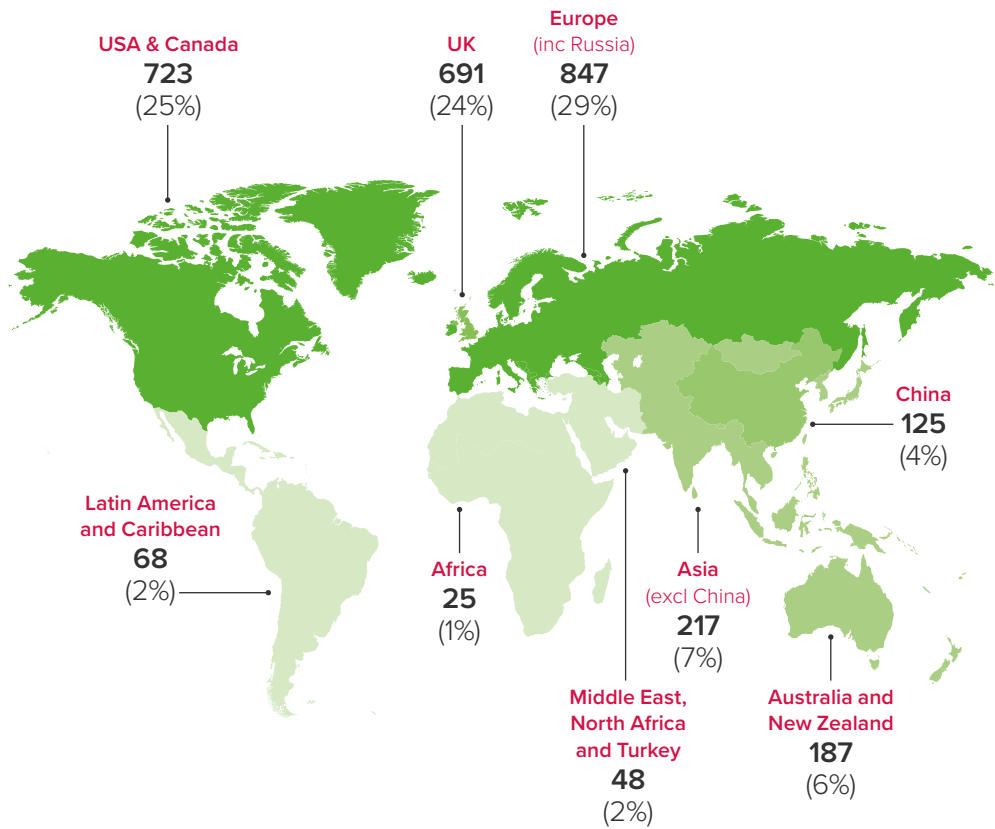 USA & Canada
723
(25%)
UK
691
(24%)
Europe
(inc Russia)
847
(29%)
China
125
(4%)
Latin America
and Caribbean
68
(2%)
Africa
25
(1%)
Asia
(excl China)
217
(7%)
Middle East,
North Africa
and Turkey
48
(2%)
Australia and
New Zealand
187
(6%)